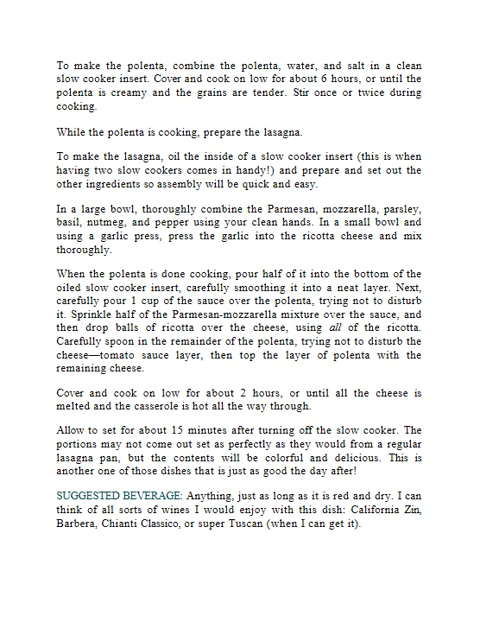 To make the polenta, combine the polenta, water, and salt in a clean
slow cooker insert. Cover and cook on low for about 6 hours, or until the
polenta is creamy and the grains are tender. Stir once or twice during
cooking.
While the polenta is cooking, prepare the lasagna.
To make the lasagna, oil the inside of a slow cooker insert (this is when
having two slow cookers comes in handy!) and prepare and set out the
other ingredients so assembly will be quick and easy.
In a large bowl, thoroughly combine the Parmesan, mozzarella, parsley,
basil, nutmeg, and pepper using your clean hands. In a small bowl and
using a garlic press, press the garlic into the ricotta cheese and mix
thoroughly.
When the polenta is done cooking, pour half of it into the bottom of the
oiled slow cooker insert, carefully smoothing it into a neat layer. Next,
carefully pour 1 cup of the sauce over the polenta, trying not to disturb
it. Sprinkle half of the Parmesan-mozzarella mixture over the sauce, and
then drop balls of ricotta over the cheese, using all of the ricotta.
Carefully spoon in the remainder of the polenta, trying not to disturb the
cheese—tomato sauce layer, then top the layer of polenta with the
remaining cheese.
Cover and cook on low for about 2 hours, or until all the cheese is
melted and the casserole is hot all the way through.
Allow to set for about 15 minutes after turning off the slow cooker. The
portions may not come out set as perfectly as they would from a regular
lasagna pan, but the contents will be colorful and delicious. This is
another one of those dishes that is just as good the day after!
SUGGESTED BEVERAGE: Anything, just as long as it is red and dry. I can
think of all sorts of wines I would enjoy with this dish: California Zin,
Barbera, Chianti Classico, or super Tuscan (when I can get it).